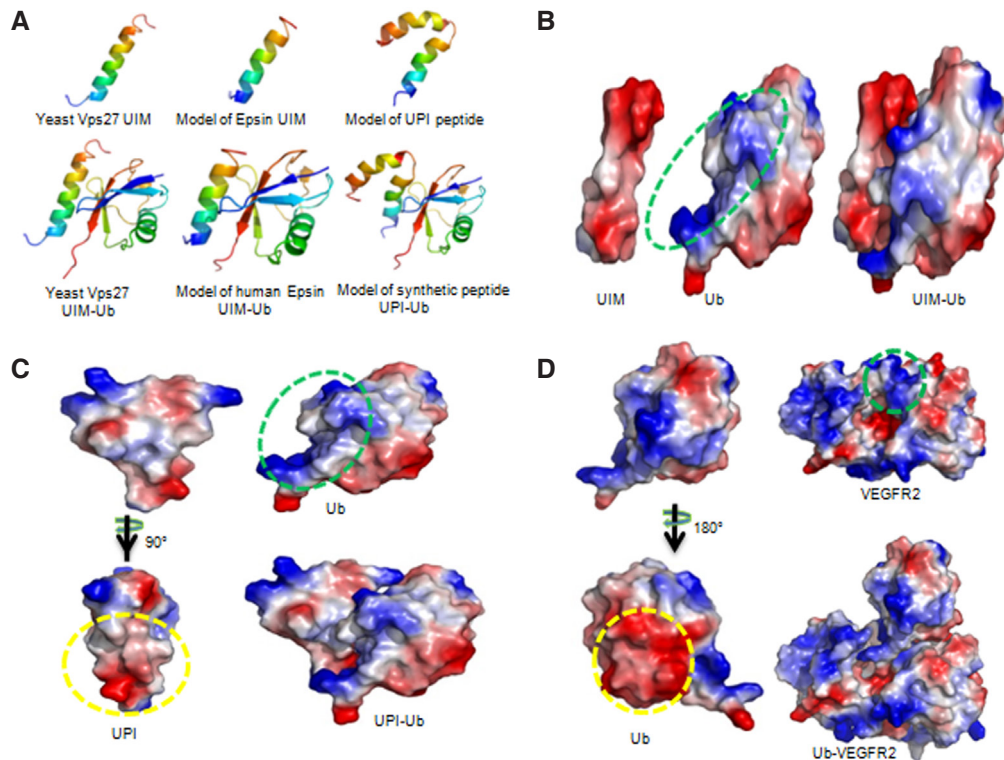 A
Yeast Vps27 UIM
Model of Epsin UIM
Model of UPI peptide
Yeast Vps27
UIM-Ub
Model of human Epsin
UIM-Ub
Model of synthetic peptide
UPI-Ub
B
UIM
Ub
UIM-Ub
C
90°
UPI
Ub
UPI-Ub
D
180°
Ub
VEGFR2
Ub-VEGFR2